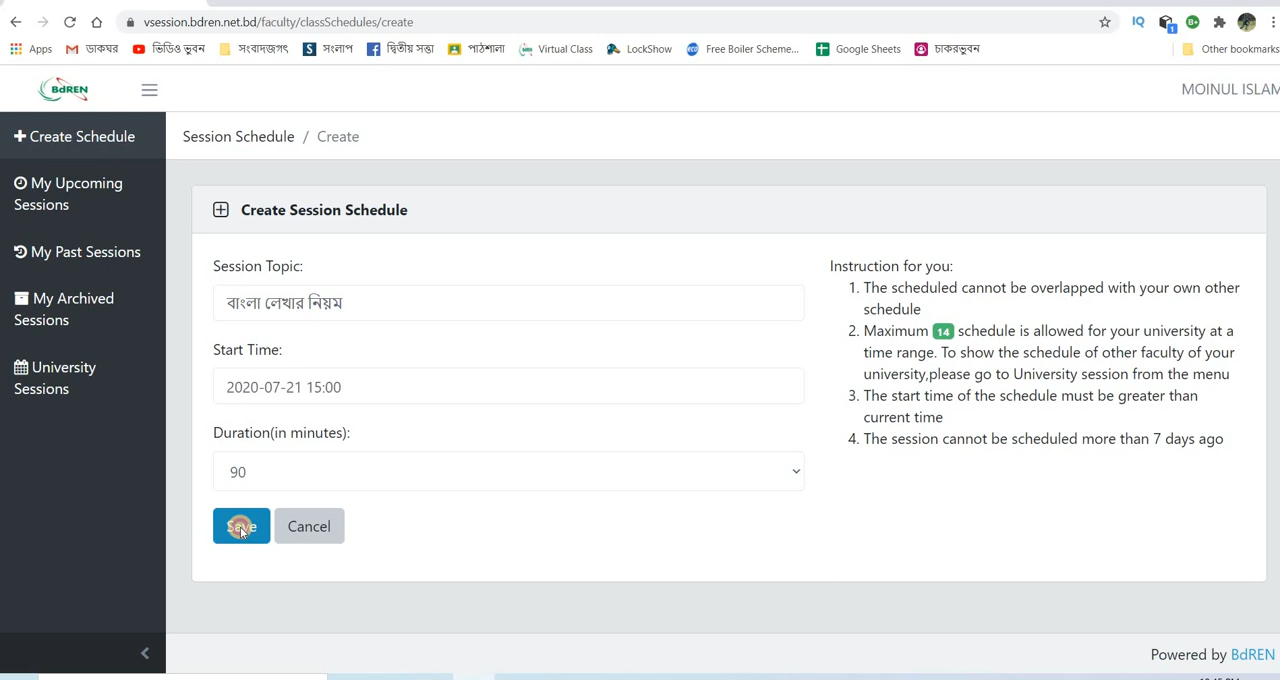 vsession.bdren.net.bd/faculty/classSchedules/create
Apps ডাকঘর ভিডিও ভুবন সংবাদজগৎ সংলাপ দ্বিতীয় সত্তা পাঠশালা Virtual Class LockShow Free Boiler Scheme... Google Sheets চাকরভুবন Other bookmarks
BdREN
MOINUL ISLAM
Create Schedule
Session Schedule / Create
My Upcoming
Sessions
My Past Sessions
My Archived
Sessions
University
Sessions
Create Session Schedule
Session Topic:
বাংলা লেখার নিয়ম
Start Time:
2020-07-21 15:00
Duration(in minutes):
90
Save Cancel
Instruction for you:
1. The scheduled cannot be overlapped with your own other
schedule
2. Maximum 14 schedule is allowed for your university at a
time range. To show the schedule of other faculty of your
university,please go to University session from the menu
3. The start time of the schedule must be greater than
current time
4. The session cannot be scheduled more than 7 days ago
Powered by BdREN